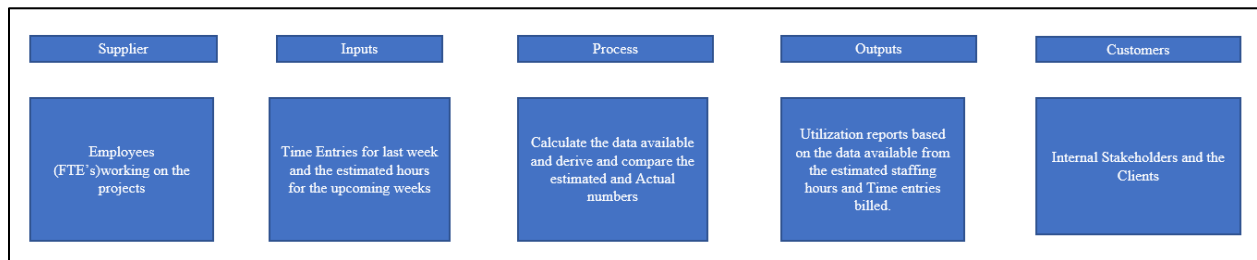 Supplier
Inputs
Process
Outputs
Customers
Employees
(FTE’s)working on the
projects
Time Entries for last week
and the estimated hours
for the upcoming weeks
Calculate the data available
and derive and compare the
estimated and Actual
numbers
Utilization reports based
on the data available from
the estimated staffing
hours and Time entries
billed.
Internal Stakeholders and the
Clients